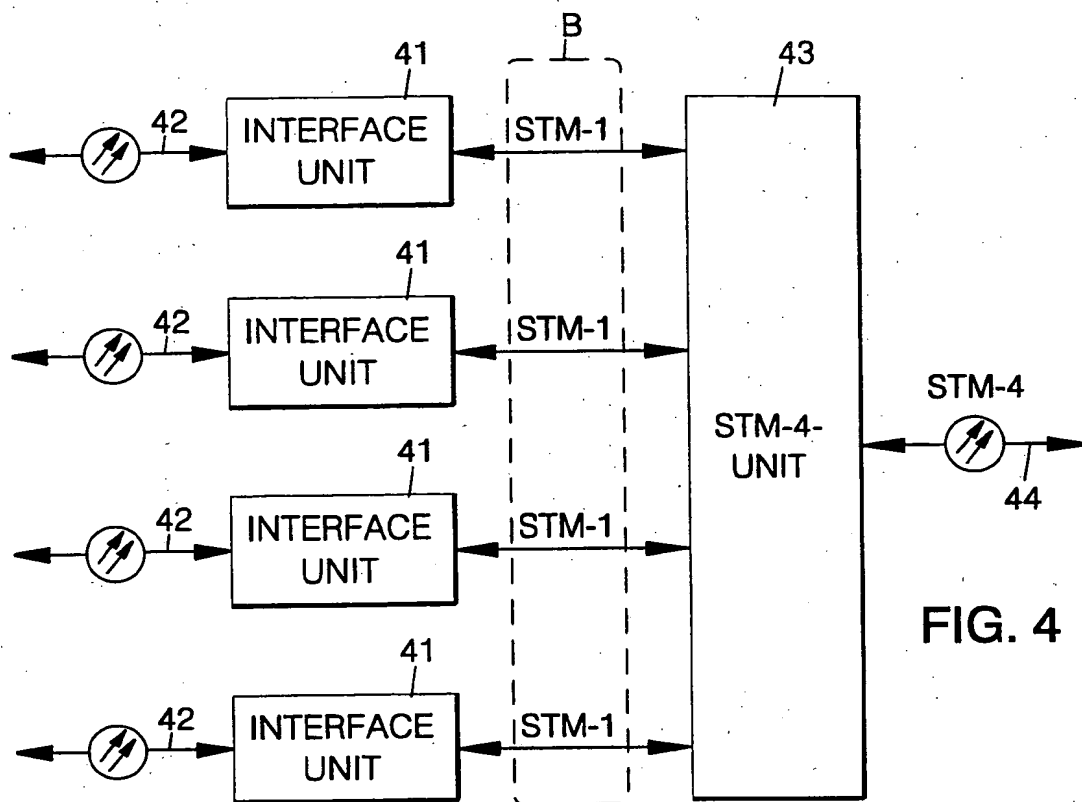 B
41
43
42
INTERFACE
UNIT
STM-1
41
42
INTERFACE
UNIT
STM-1
STM-4
STM-4-
UNIT
44
41
42
INTERFACE
UNIT
STM-1
FIG. 4
41
42
INTERFACE
UNIT
STM-1